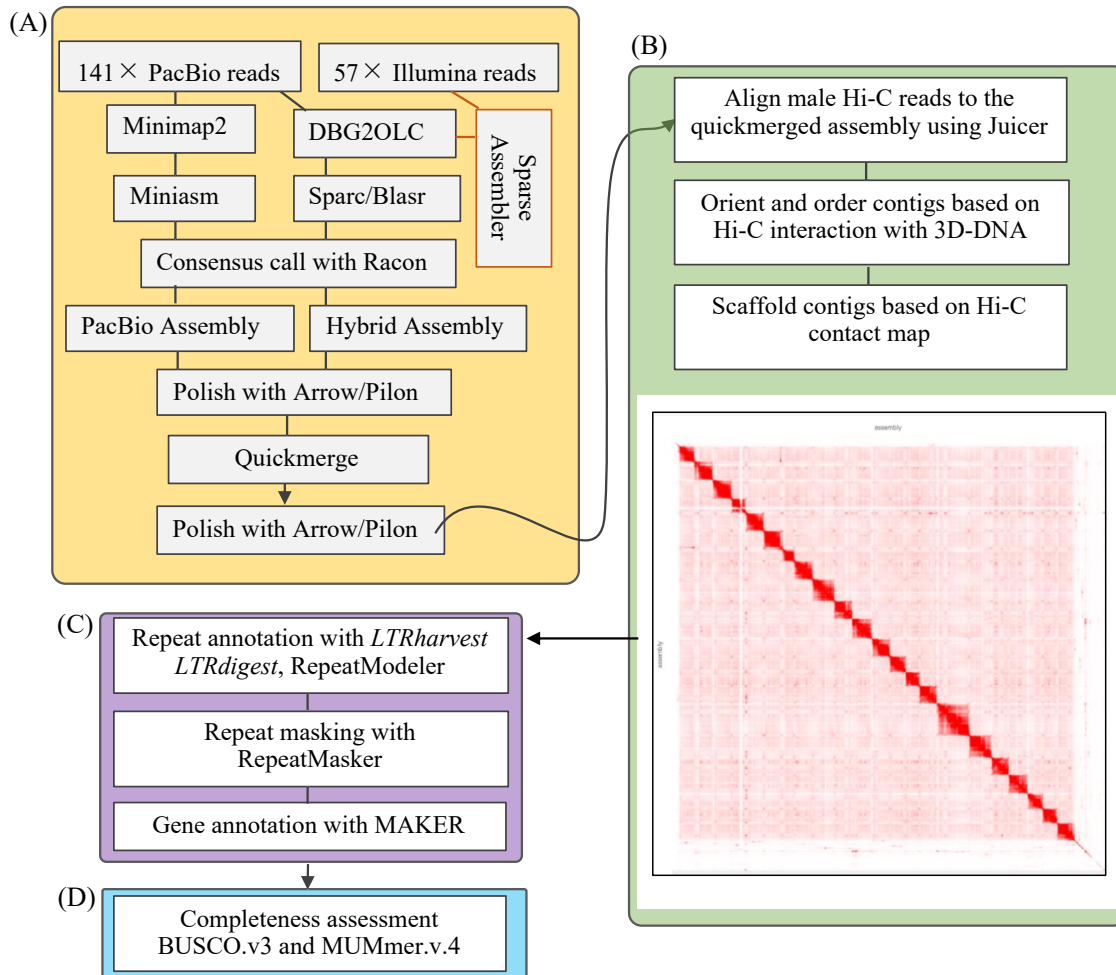 (A)
141× PacBio reads
57× Illumina reads
Minimap2
DBG2OLC
Sparse
Assembler
Miniasm
Sparc/Blasr
Consensus call with Racon
PacBio Assembly
Hybrid Assembly
Polish with Arrow/Pilon
Quickmerge
Polish with Arrow/Pilon
(B)
Align male Hi-C reads to the
quickmerged assembly using Juicer
Orient and order contigs based on
Hi-C interaction with 3D-DNA
Scaffold contigs based on Hi-C
contact map
assembly
assembly
(C)
Repeat annotation with LTRharvest
LTRdigest, RepeatModeler
Repeat masking with
RepeatMasker
Gene annotation with MAKER
(D)
Completeness assessment
BUSCO.v3 and MUMmer.v.4